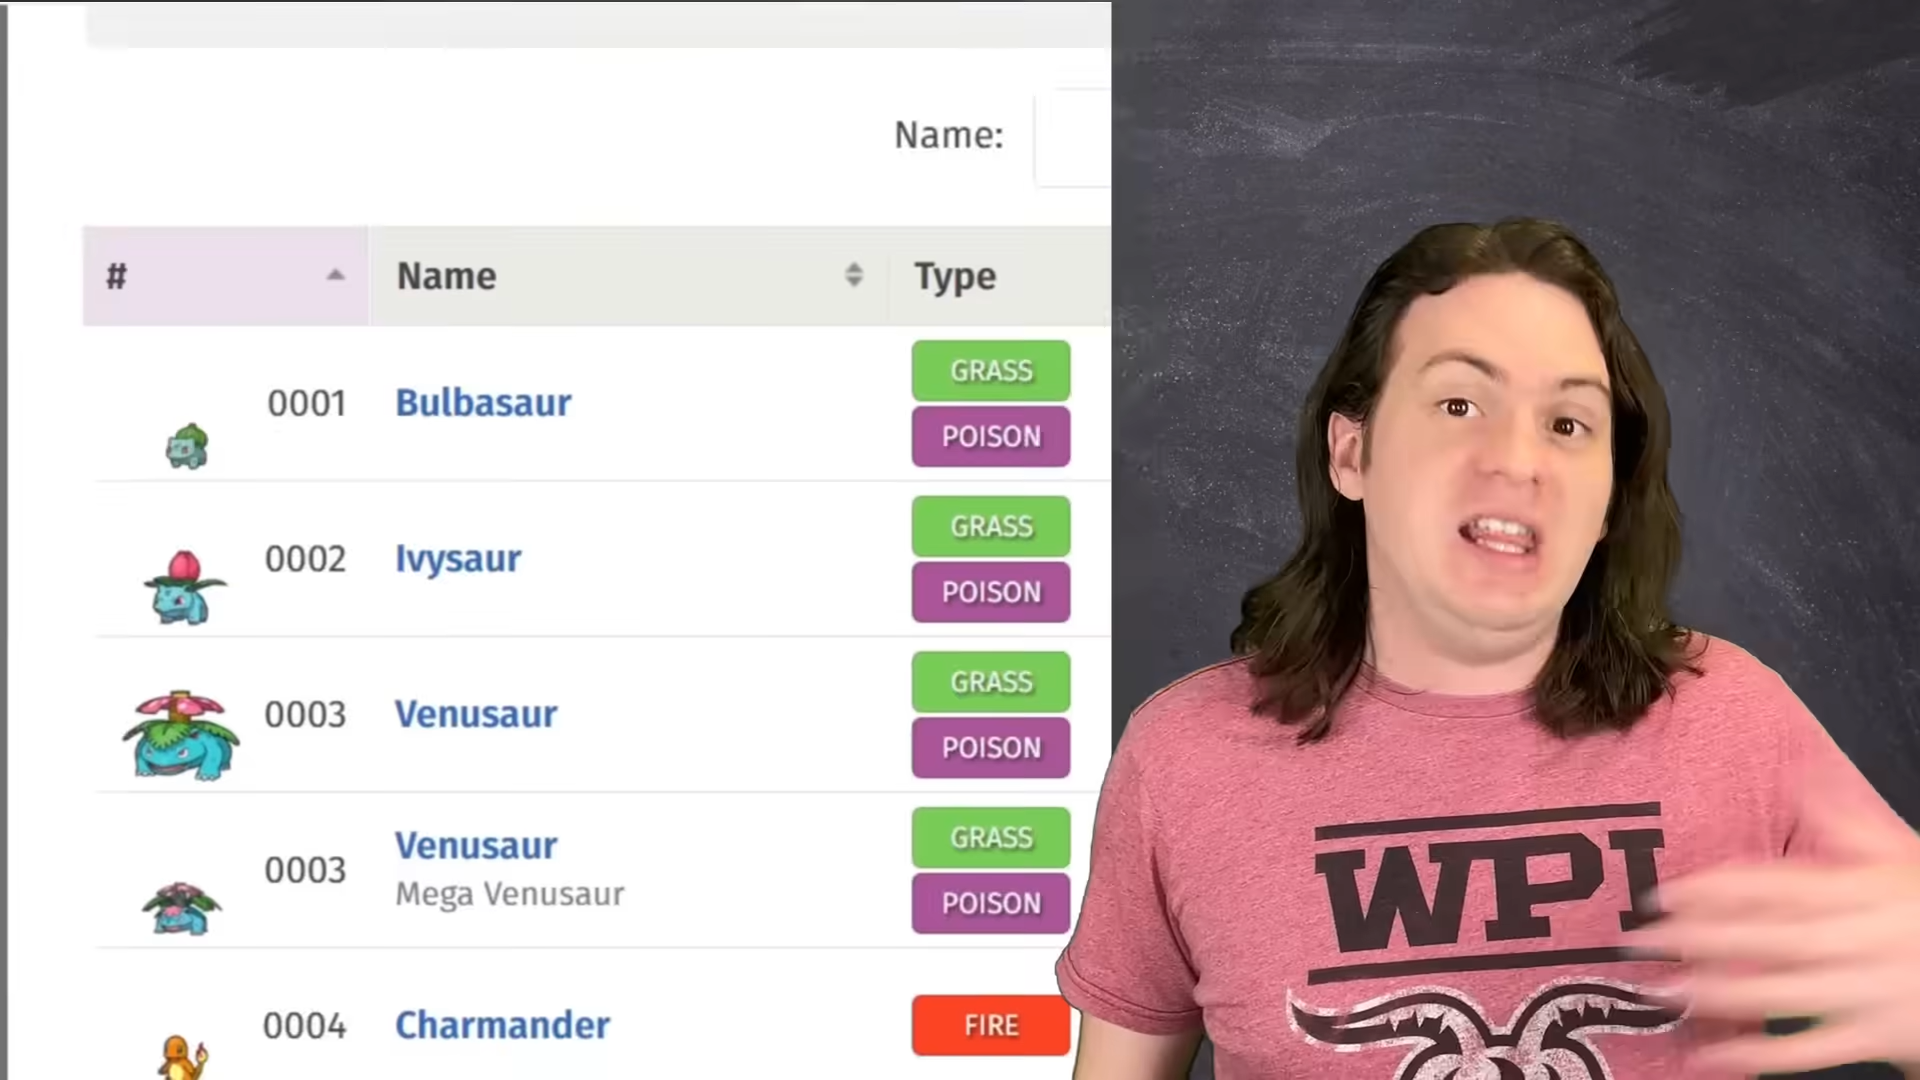 Name:
# Name Type
0001 Bulbasaur GRASS
POISON
0002 Ivysaur GRASS
POISON
0003 Venusaur GRASS
POISON
0003 Venusaur GRASS
Mega Venusaur POISON
0004 Charmander FIRE
WPI